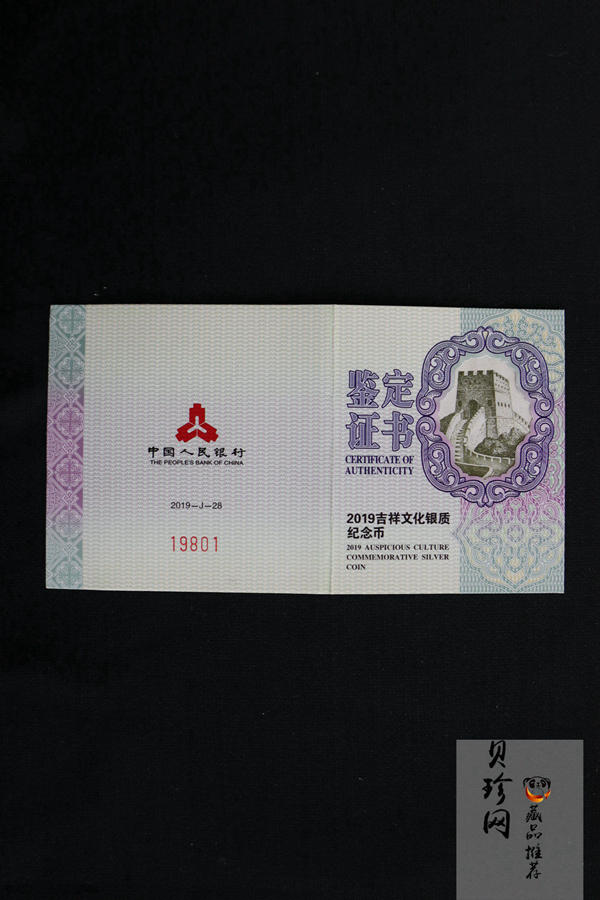 中国人民银行
THE PEOPLE'S BANK OF CHINA
2019-J-28
19801
鉴定
证书
CERTIFICATE OF
AUTHENTICITY
2019吉祥文化银质
纪念币
2019 AUSPICIOUS CULTURE
COMMEMORATIVE SILVER
COIN
贝珍网
藏品推荐